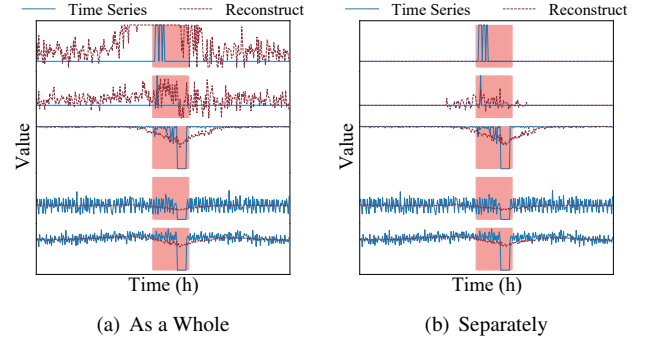 Time Series Reconstruct
Value
Time (h)
(a) As a Whole
Time Series Reconstruct
Value
Time (h)
(b) Separately